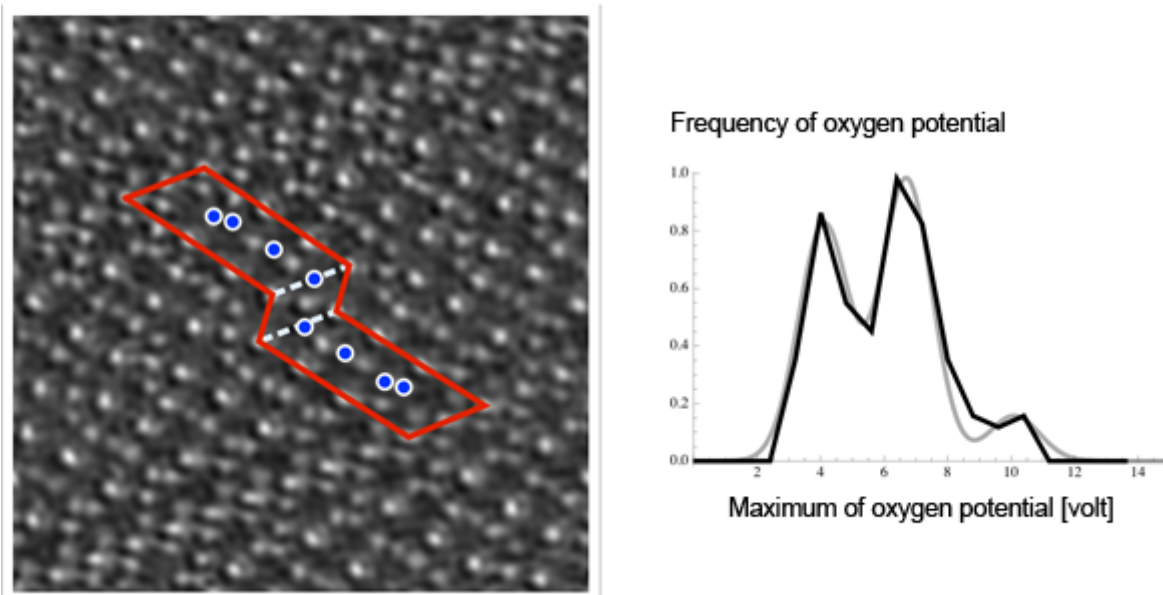 Frequency of oxygen potential
1.0
0.8
0.6
0.4
0.2
0.0
2 4 6 8 10 12 14
Maximum of oxygen potential [volt]